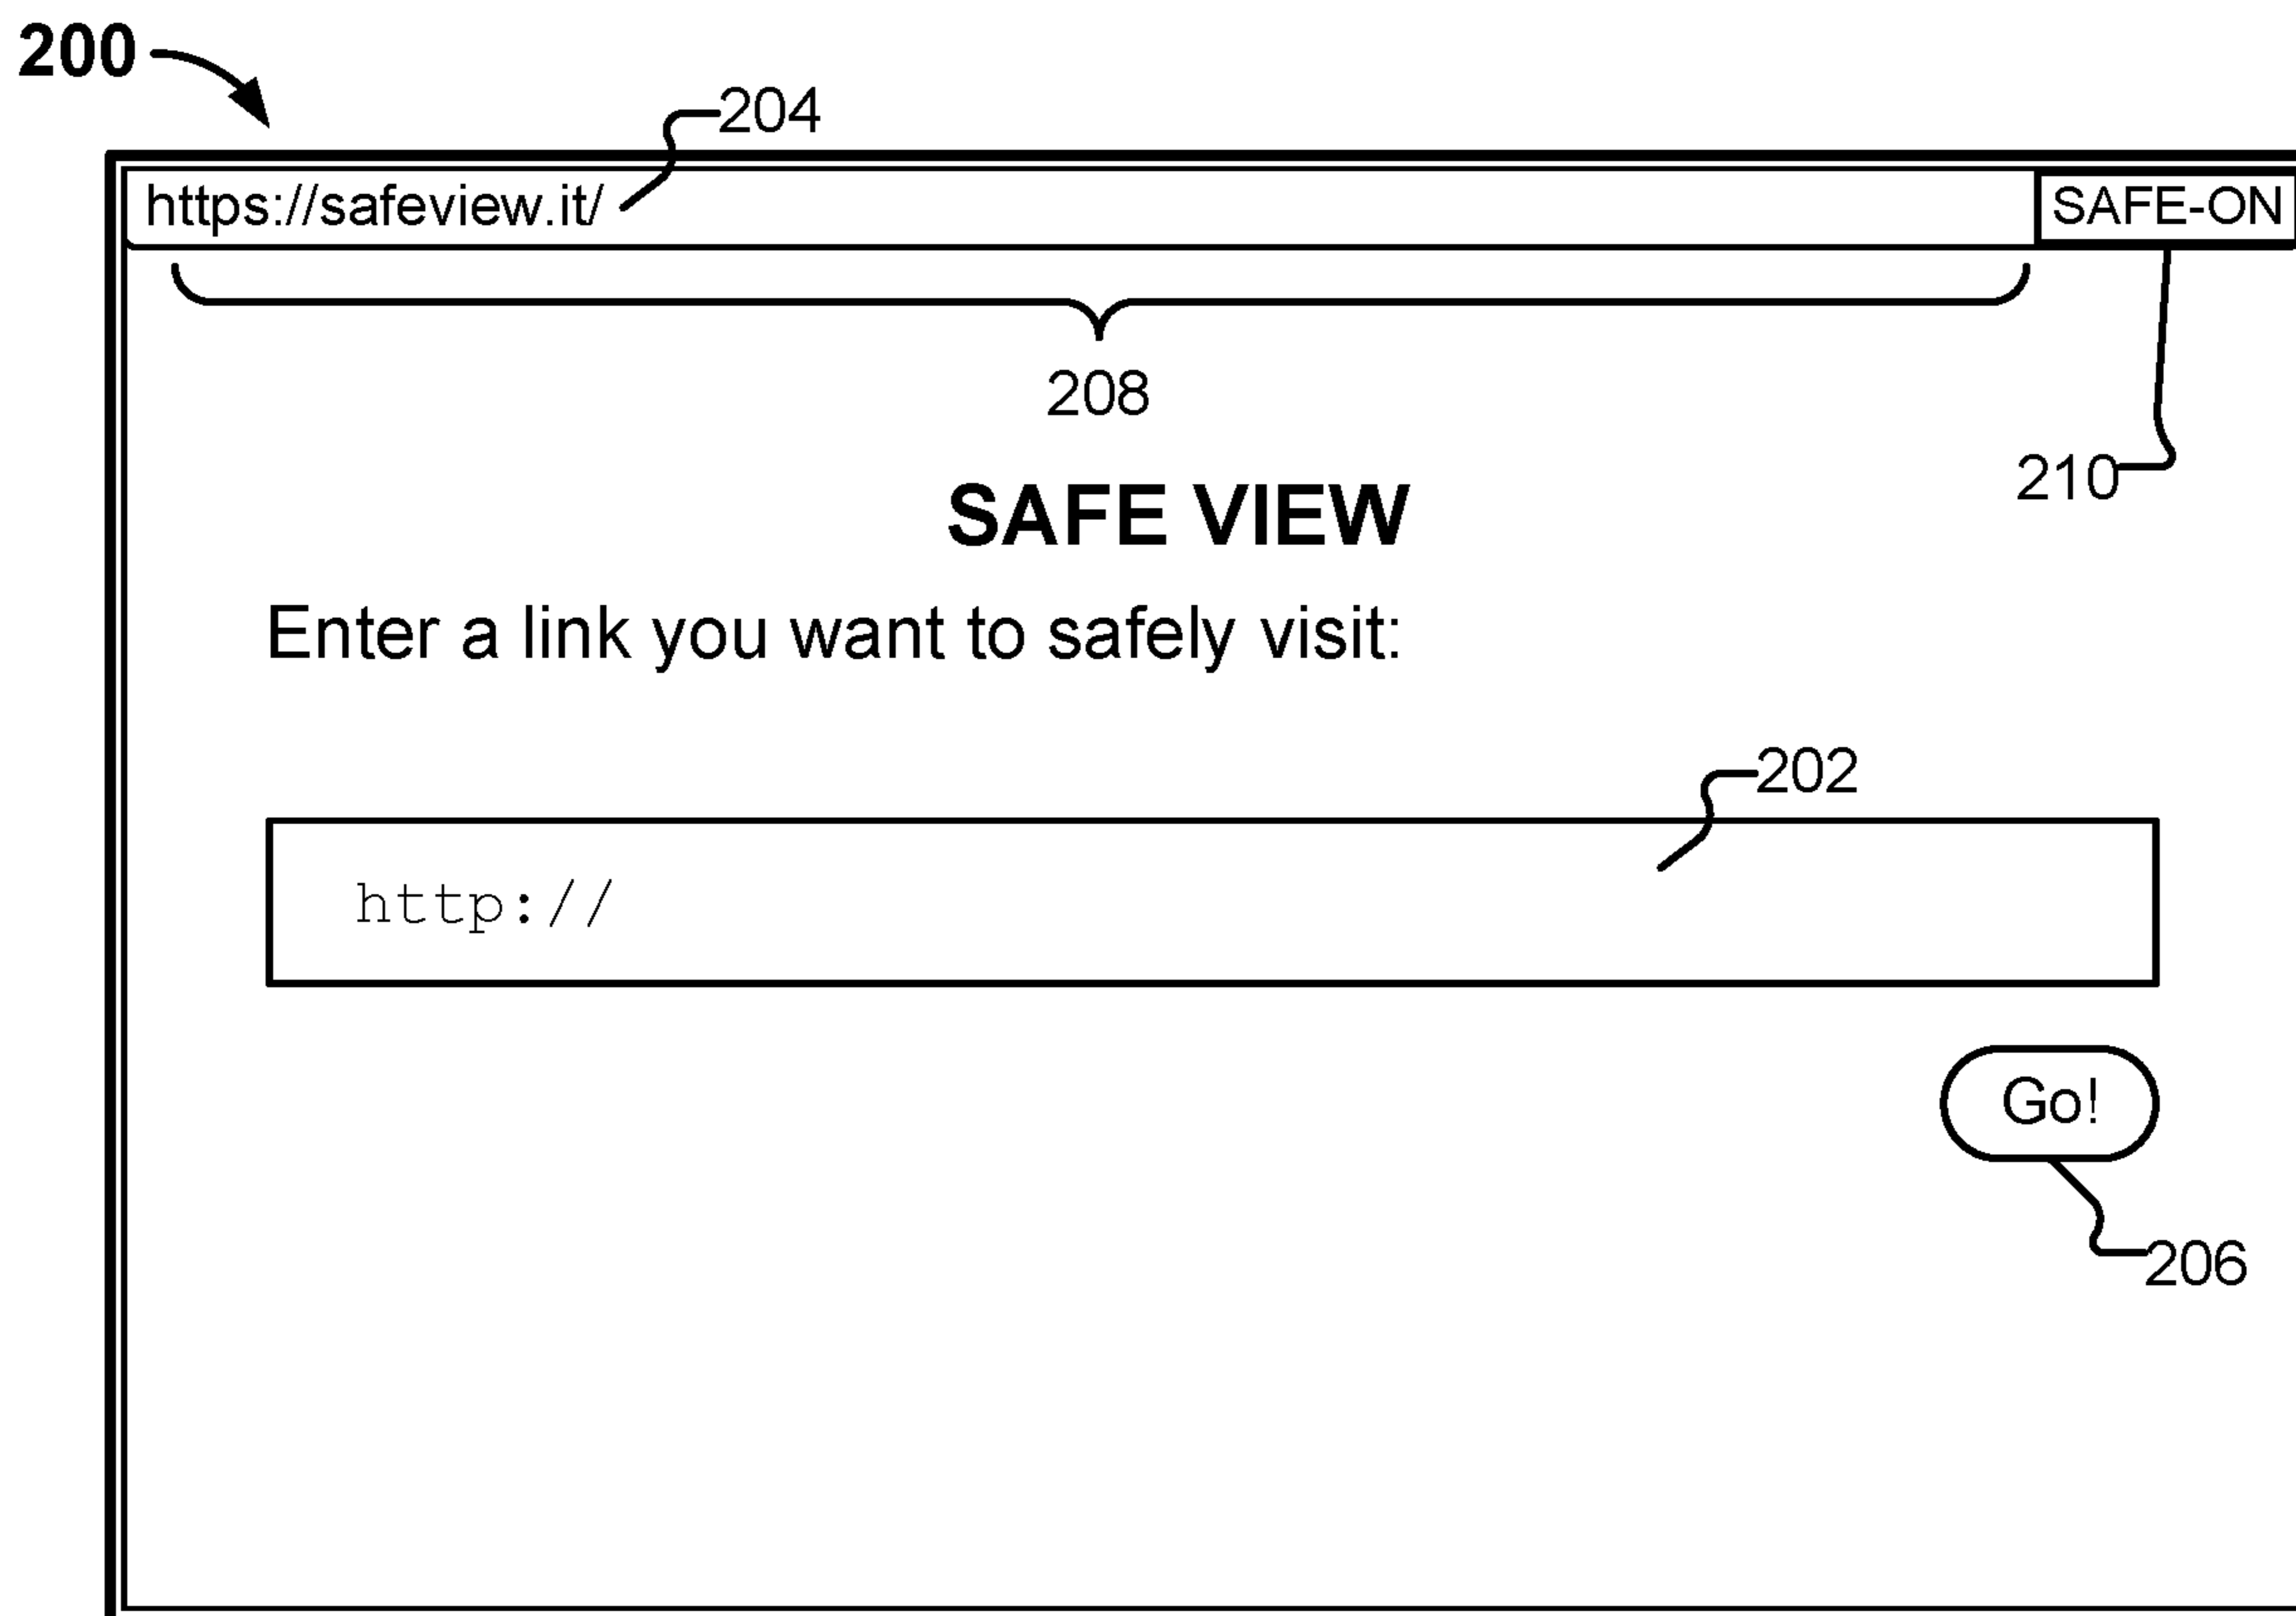 200
204
https://safeview.it/ SAFE-ON
208
210
SAFE VIEW
Enter a link you want to safely visit:
202
http://
Go!
206